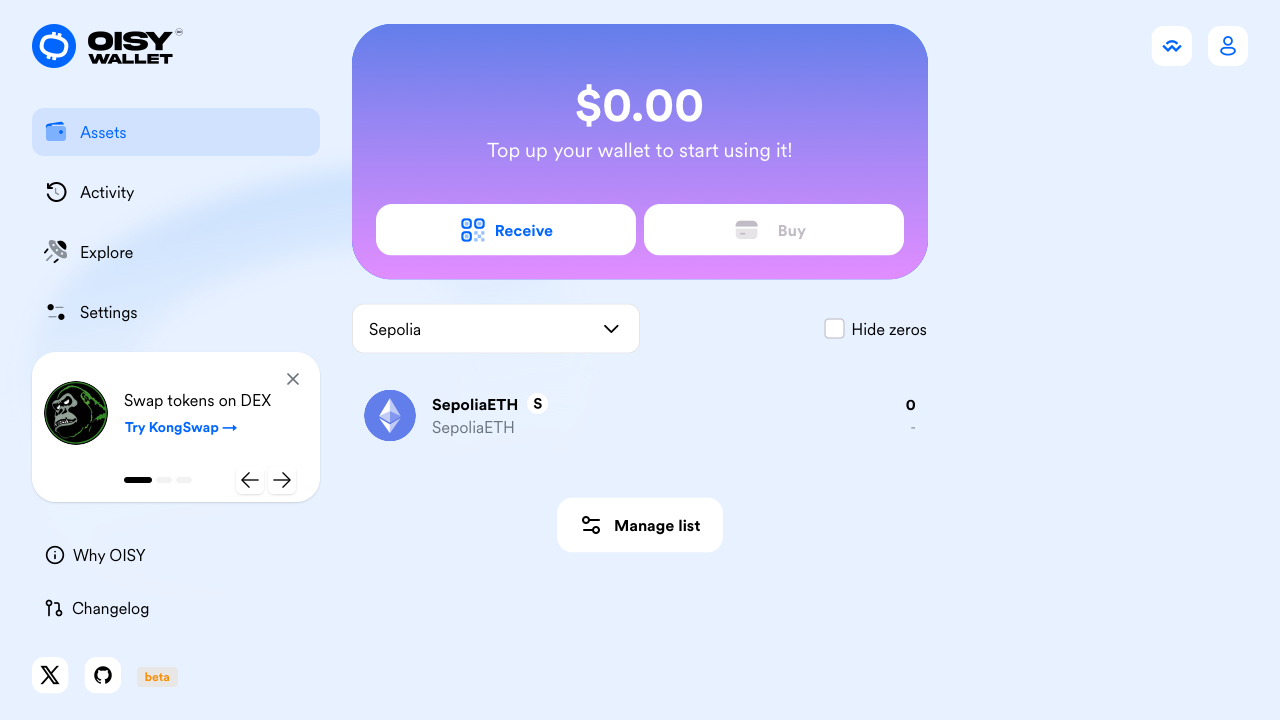 OISY
WALLET
Assets
Activity
Explore
Settings
Swap tokens on DEX
Try KongSwap →
Why OISY
Changelog
beta
$0.00
Top up your wallet to start using it!
Receive
Buy
Sepolia
Hide zeros
SepoliaETH S
0
SepoliaETH
-
Manage list